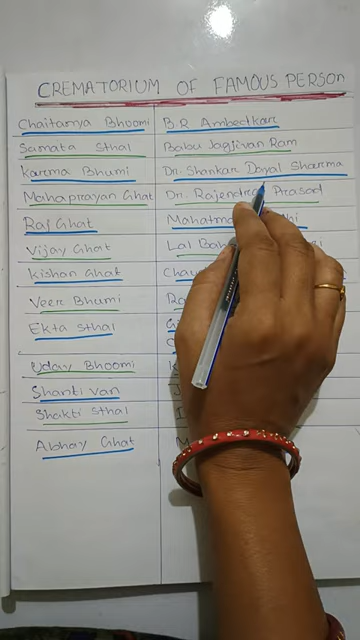 CREMATORIUM OF FAMOUS PERSON
Chaitanya Bhoomi B R Ambedkar
Samata Sthal Babu Jagjivan Ram
Karma Bhumi Dr. Shankar Dayal Sharma
Mahaprayan Ghat Dr. Rajendra Prasad
Raj Ghat Mahatma
Vijay Ghat Lal
Kishan Ghat
Veer Bhumi
Ekta Sthal
Uday Bhoomi
Shanti van
Shakti Sthal
Abhay Ghat